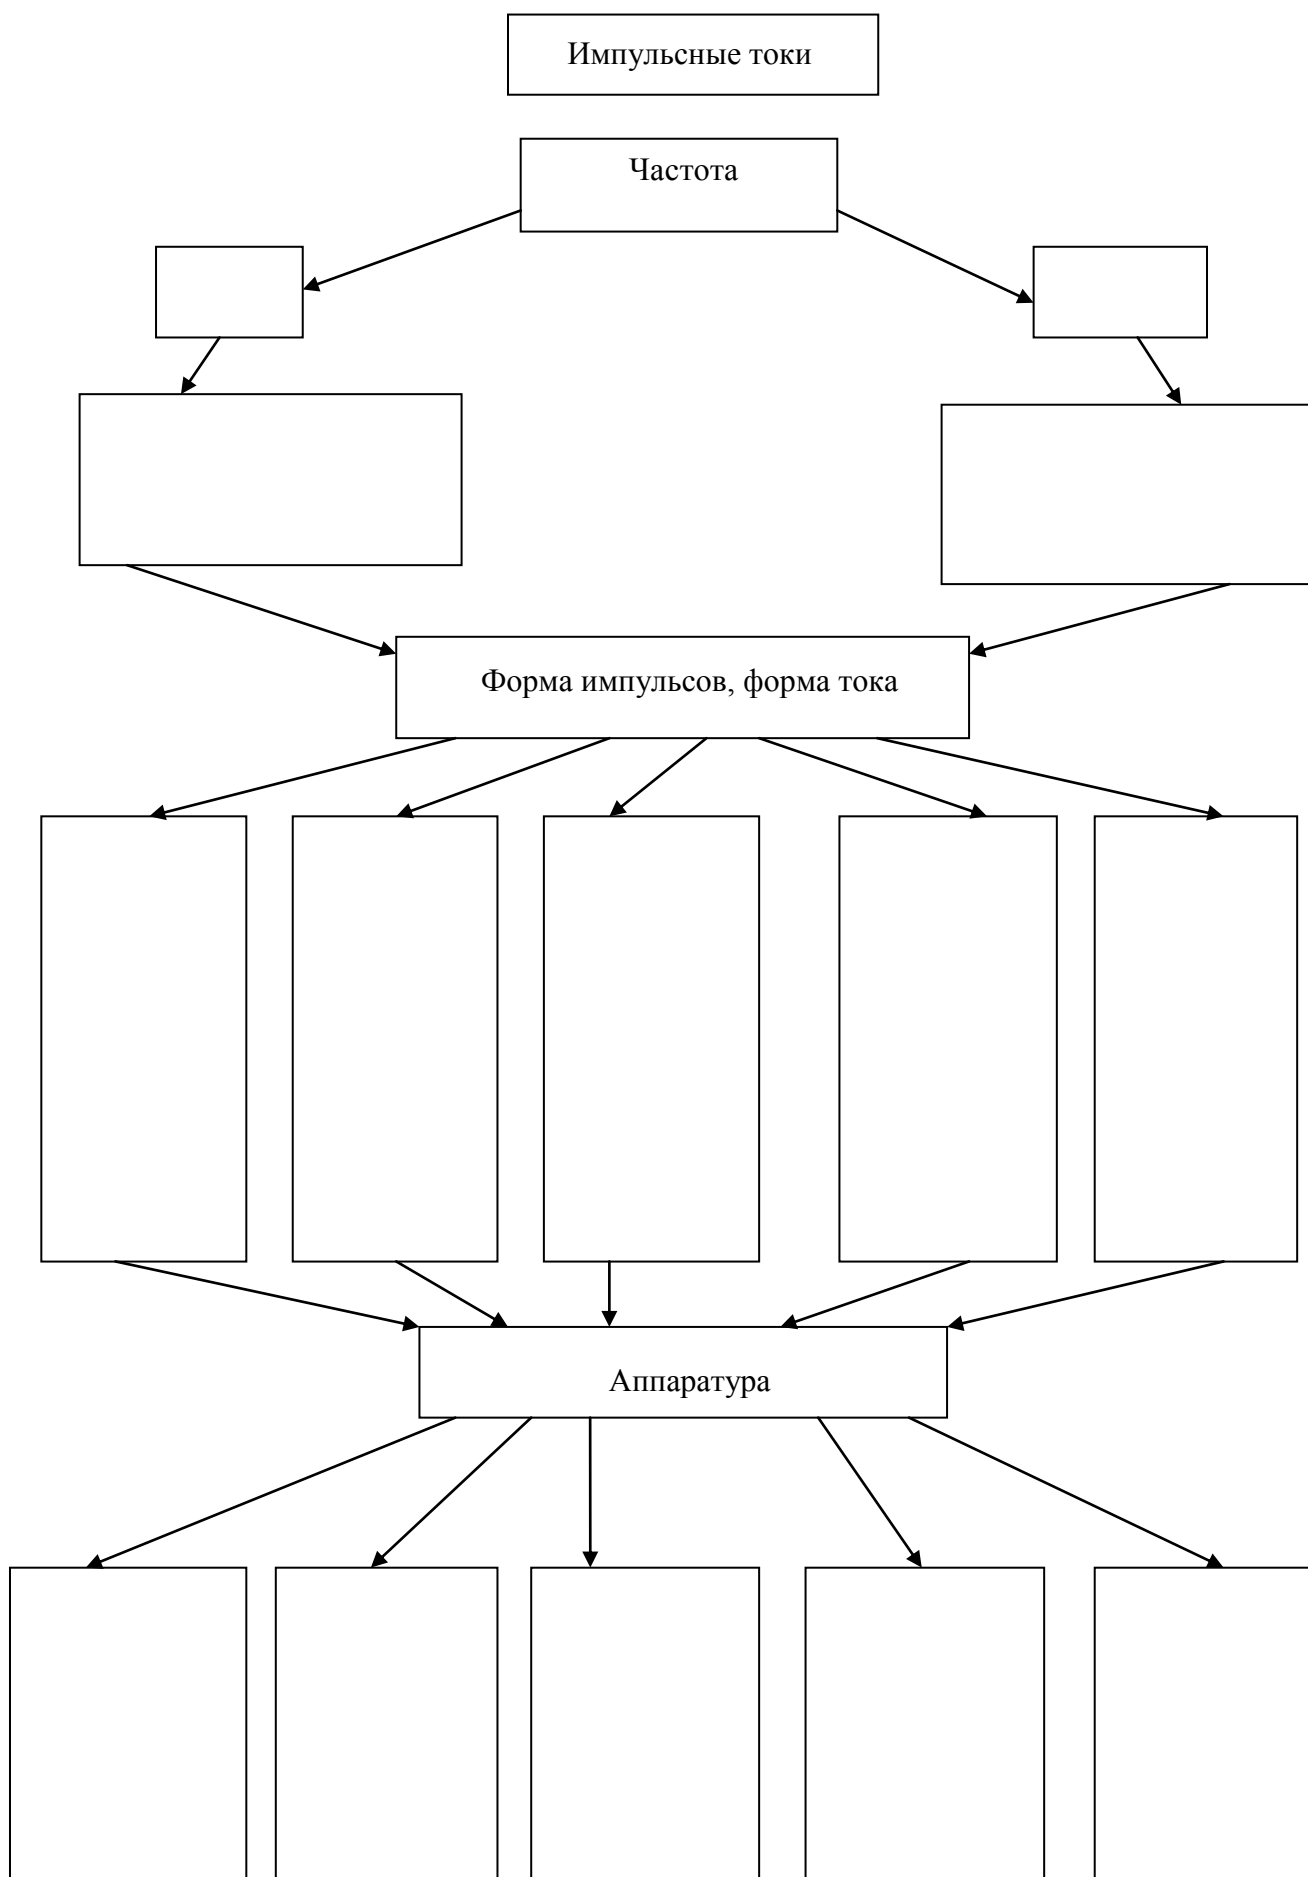 Импульсные токи
Частота
Форма импульсов, форма тока
Аппаратура